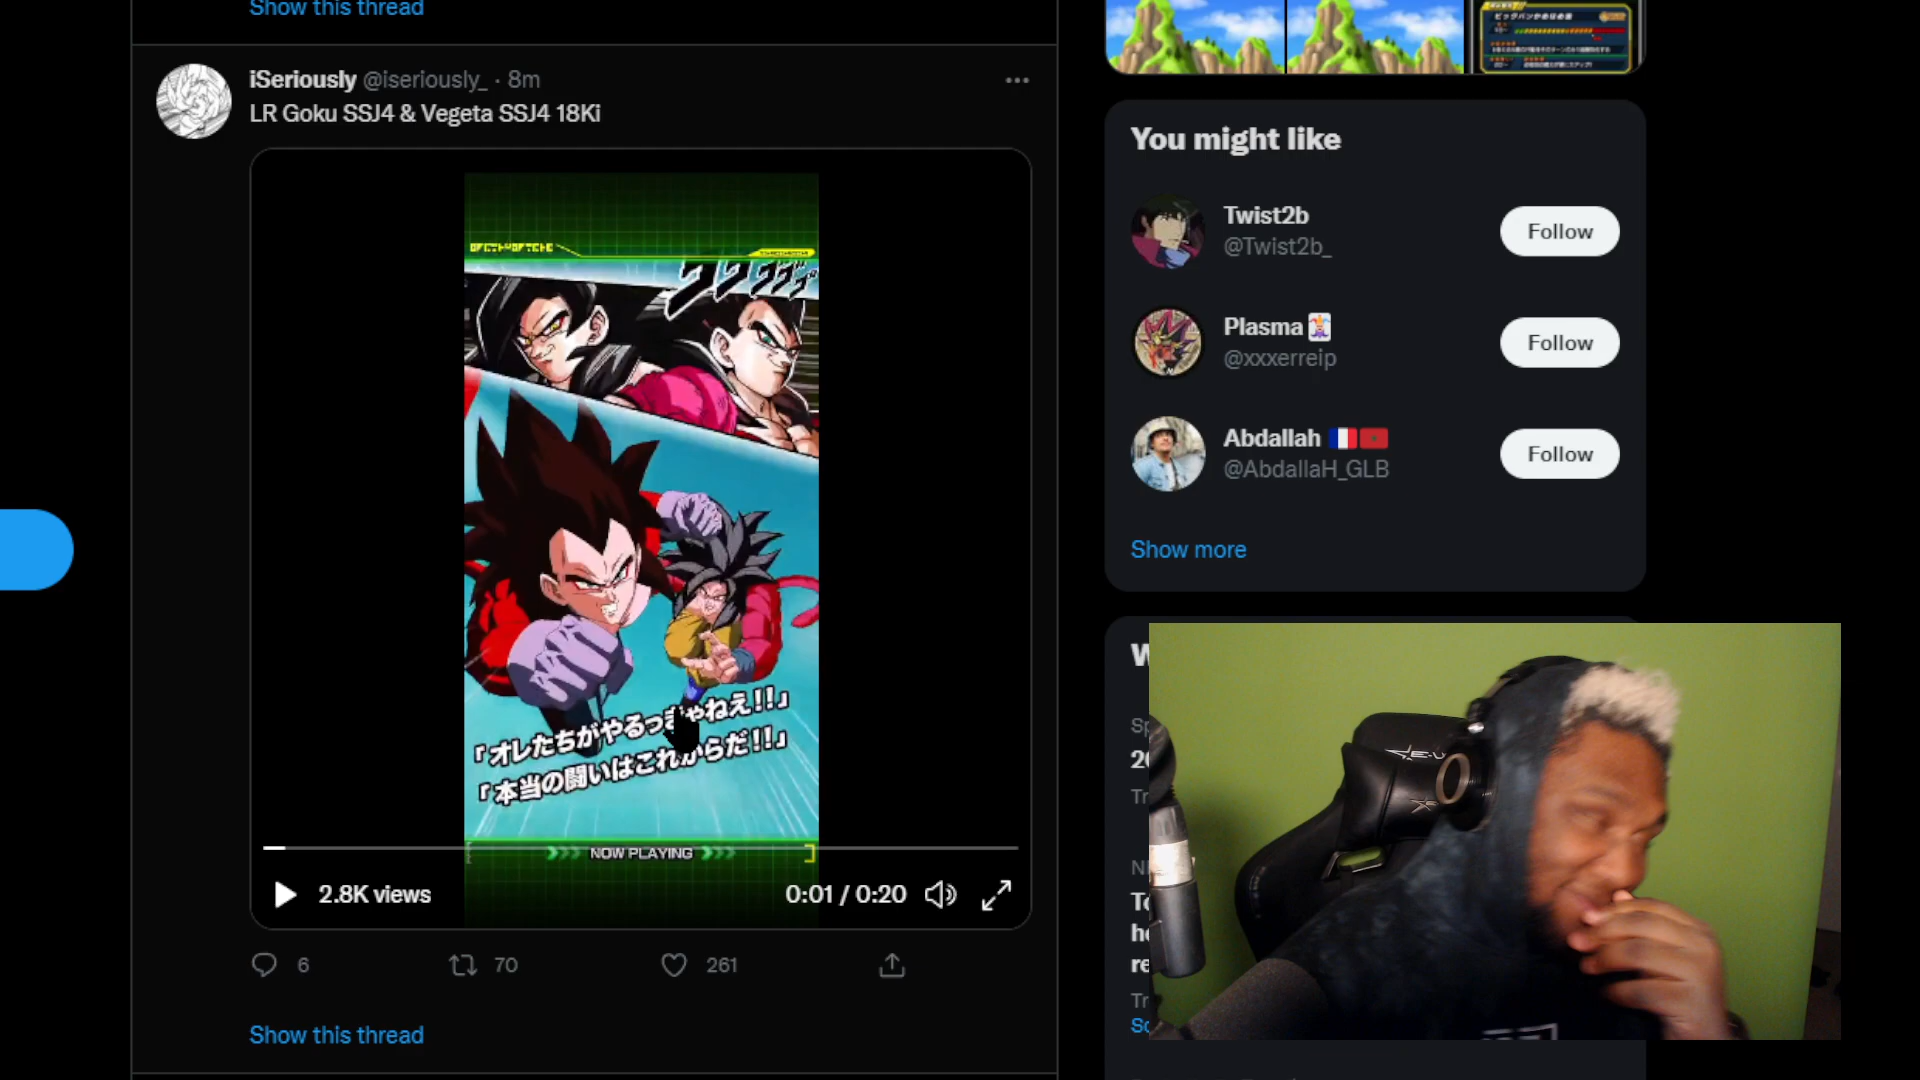 Show this thread
iSeriously @iseriously_ · 8m
LR Goku SSJ4 & Vegeta SSJ4 18Ki
「オレたちがやるっきゃねえ!!」
「本当の闘いはこれからだ!!」
NOW PLAYING
2.8K views
0:01 / 0:20
6
70
261
Show this thread
You might like
Twist2b
@Twist2b_
Follow
Plasma
@xxxerreip
Follow
Abdallah
@AbdallaH_GLB
Follow
Show more